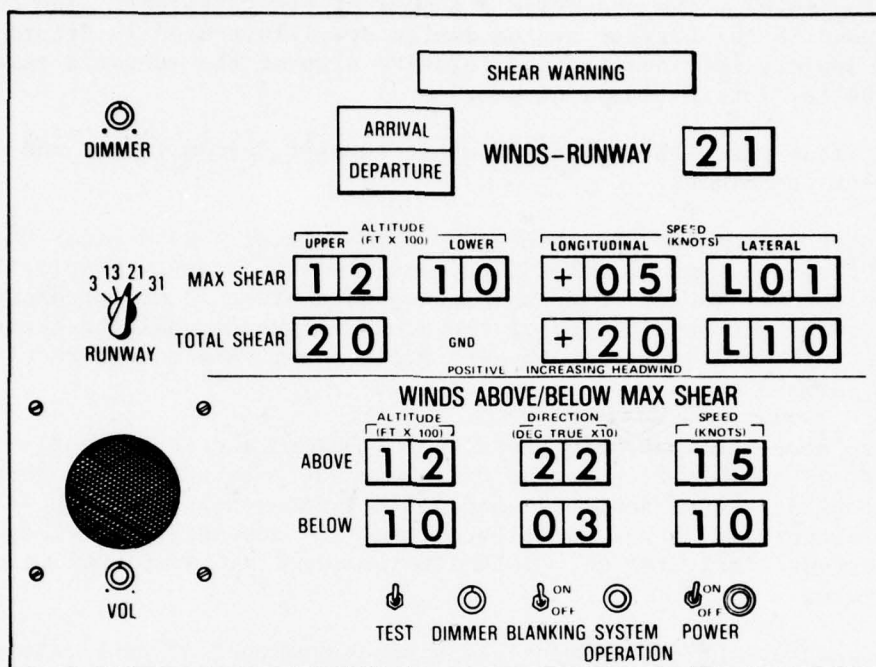 SHEAR WARNING
DIMMER
ARRIVAL
DEPARTURE
WINDS-RUNWAY 21
ALTITUDE
(FT X 100)
UPPER LOWER
SPEED
(KNOTS)
LONGITUDINAL LATERAL
3 13 21 31
RUNWAY
MAX SHEAR 12 10 +05 L01
TOTAL SHEAR 20 GND +20 L10
POSITIVE INCREASING HEADWIND
WINDS ABOVE/BELOW MAX SHEAR
ALTITUDE DIRECTION SPEED
(FT X 100) (DEG TRUE X10) (KNOTS)
ABOVE 12 22 15
BELOW 10 03 10
VOL
ON ON
OFF OFF
TEST DIMMER BLANKING SYSTEM POWER
OPERATION